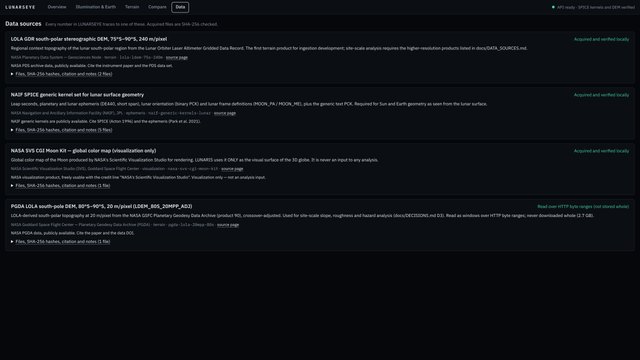 LUNARSEYE Overview Illumination & Earth Terrain Compare Data API ready · SPICE kernels and DEM verified
Data sources Every number in LUNARSEYE traces to one of these. Acquired files are SHA-256 checked.
LOLA GDR south-polar stereographic DEM, 75°S–90°S, 240 m/pixel Acquired and verified locally
Regional context topography of the lunar south-polar region from the Lunar Orbiter Laser Altimeter Gridded Data Record. The first terrain product for ingestion development; site-scale analysis requires the higher-resolution products listed in docs/DATA_SOURCES.md.
NASA Planetary Data System — Geosciences Node · terrain · lola-ldem-75s-240m · source page
NASA PDS archive data, publicly available. Cite the instrument paper and the PDS data set.
▶ Files, SHA-256 hashes, citation and notes (2 files)
NAIF SPICE generic kernel set for lunar surface geometry Acquired and verified locally
Leap seconds, planetary and lunar ephemeris (DE440, short span), lunar orientation (binary PCK) and lunar frame definitions (MOON_PA / MOON_ME), plus the generic text PCK. Required for Sun and Earth geometry as seen from the lunar surface.
NASA Navigation and Ancillary Information Facility (NAIF), JPL · ephemeris · naif-generic-kernels-lunar · source page
NAIF generic kernels are publicly available. Cite SPICE (Acton 1996) and the ephemeris (Park et al. 2021).
▶ Files, SHA-256 hashes, citation and notes (5 files)
NASA SVS CGI Moon Kit — global color map (visualization only) Acquired and verified locally
Global color map of the Moon produced by NASA's Scientific Visualization Studio for rendering. LUNARIS uses it ONLY as the visual surface of the 3D globe. It is never an input to any analysis.
NASA Scientific Visualization Studio (SVS), Goddard Space Flight Center · visualization · nasa-svs-cgi-moon-kit · source page
NASA visualization product, freely usable with the credit line "NASA's Scientific Visualization Studio". Visualization only — not an analysis input.
▶ Files, SHA-256 hashes, citation and notes (1 file)
PGDA LOLA south-pole DEM, 80°S–90°S, 20 m/pixel (LDEM_80S_20MPP_ADJ) Read over HTTP byte ranges (not stored whole)
LOLA-derived south-polar topography at 20 m/pixel from the NASA GSFC Planetary Geodesy Data Archive (product 90), crossover-adjusted. Used for site-scale slope, roughness and hazard analysis (docs/DECISIONS.md D3). Read as windows over HTTP byte ranges; never downloaded whole (2.7 GB).
NASA Goddard Space Flight Center — Planetary Geodesy Data Archive (PGDA) · terrain · pgda-lola-20mpp-80s · source page
NASA PGDA data, publicly available. Cite the paper and the data DOI.
▶ Files, SHA-256 hashes, citation and notes (1 file)